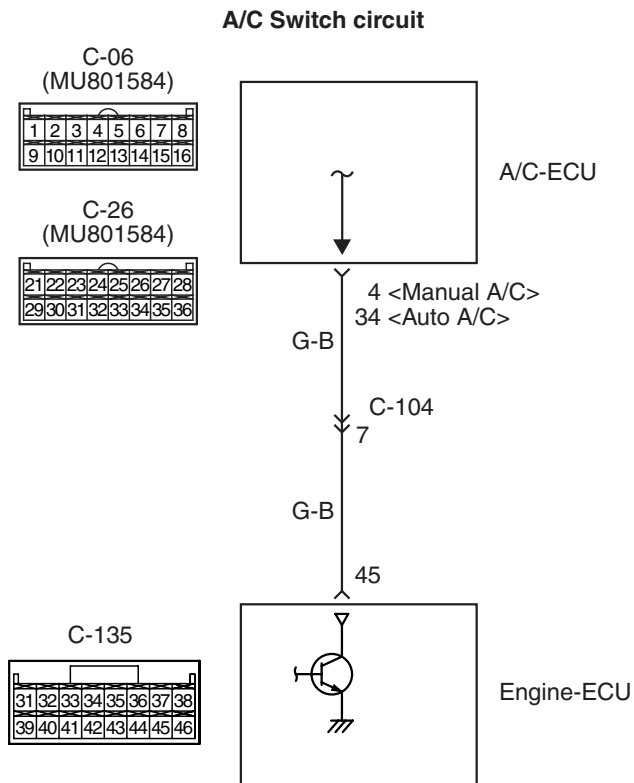 A/C Switch circuit
C-06
(MU801584)
1 2 3 4 5 6 7 8
9 10 11 12 13 14 15 16
A/C-ECU
C-26
(MU801584)
21 22 23 24 25 26 27 28
29 30 31 32 33 34 35 36
4 <Manual A/C>
34 <Auto A/C>
G-B
C-104
7
G-B
45
C-135
31 32 33 34 35 36 37 38
39 40 41 42 43 44 45 46
Engine-ECU